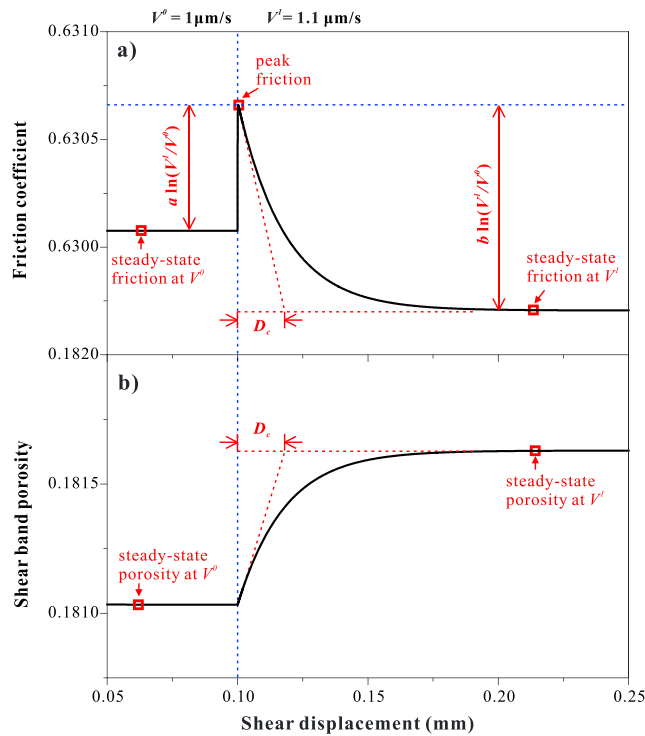 V⁰ = 1μm/s V¹ = 1.1 μm/s
0.6310
a)
peak
friction
0.6305
a ln(V¹/V⁰)
b ln(V¹/V⁰)
Friction coefficient
0.6300
steady-state
friction at V⁰
steady-state
friction at V¹
D_c
0.1820
b)
D_c
0.1815
steady-state
porosity at V¹
Shear band porosity
steady-state
porosity at V⁰
0.1810
0.05 0.10 0.15 0.20 0.25
Shear displacement (mm)